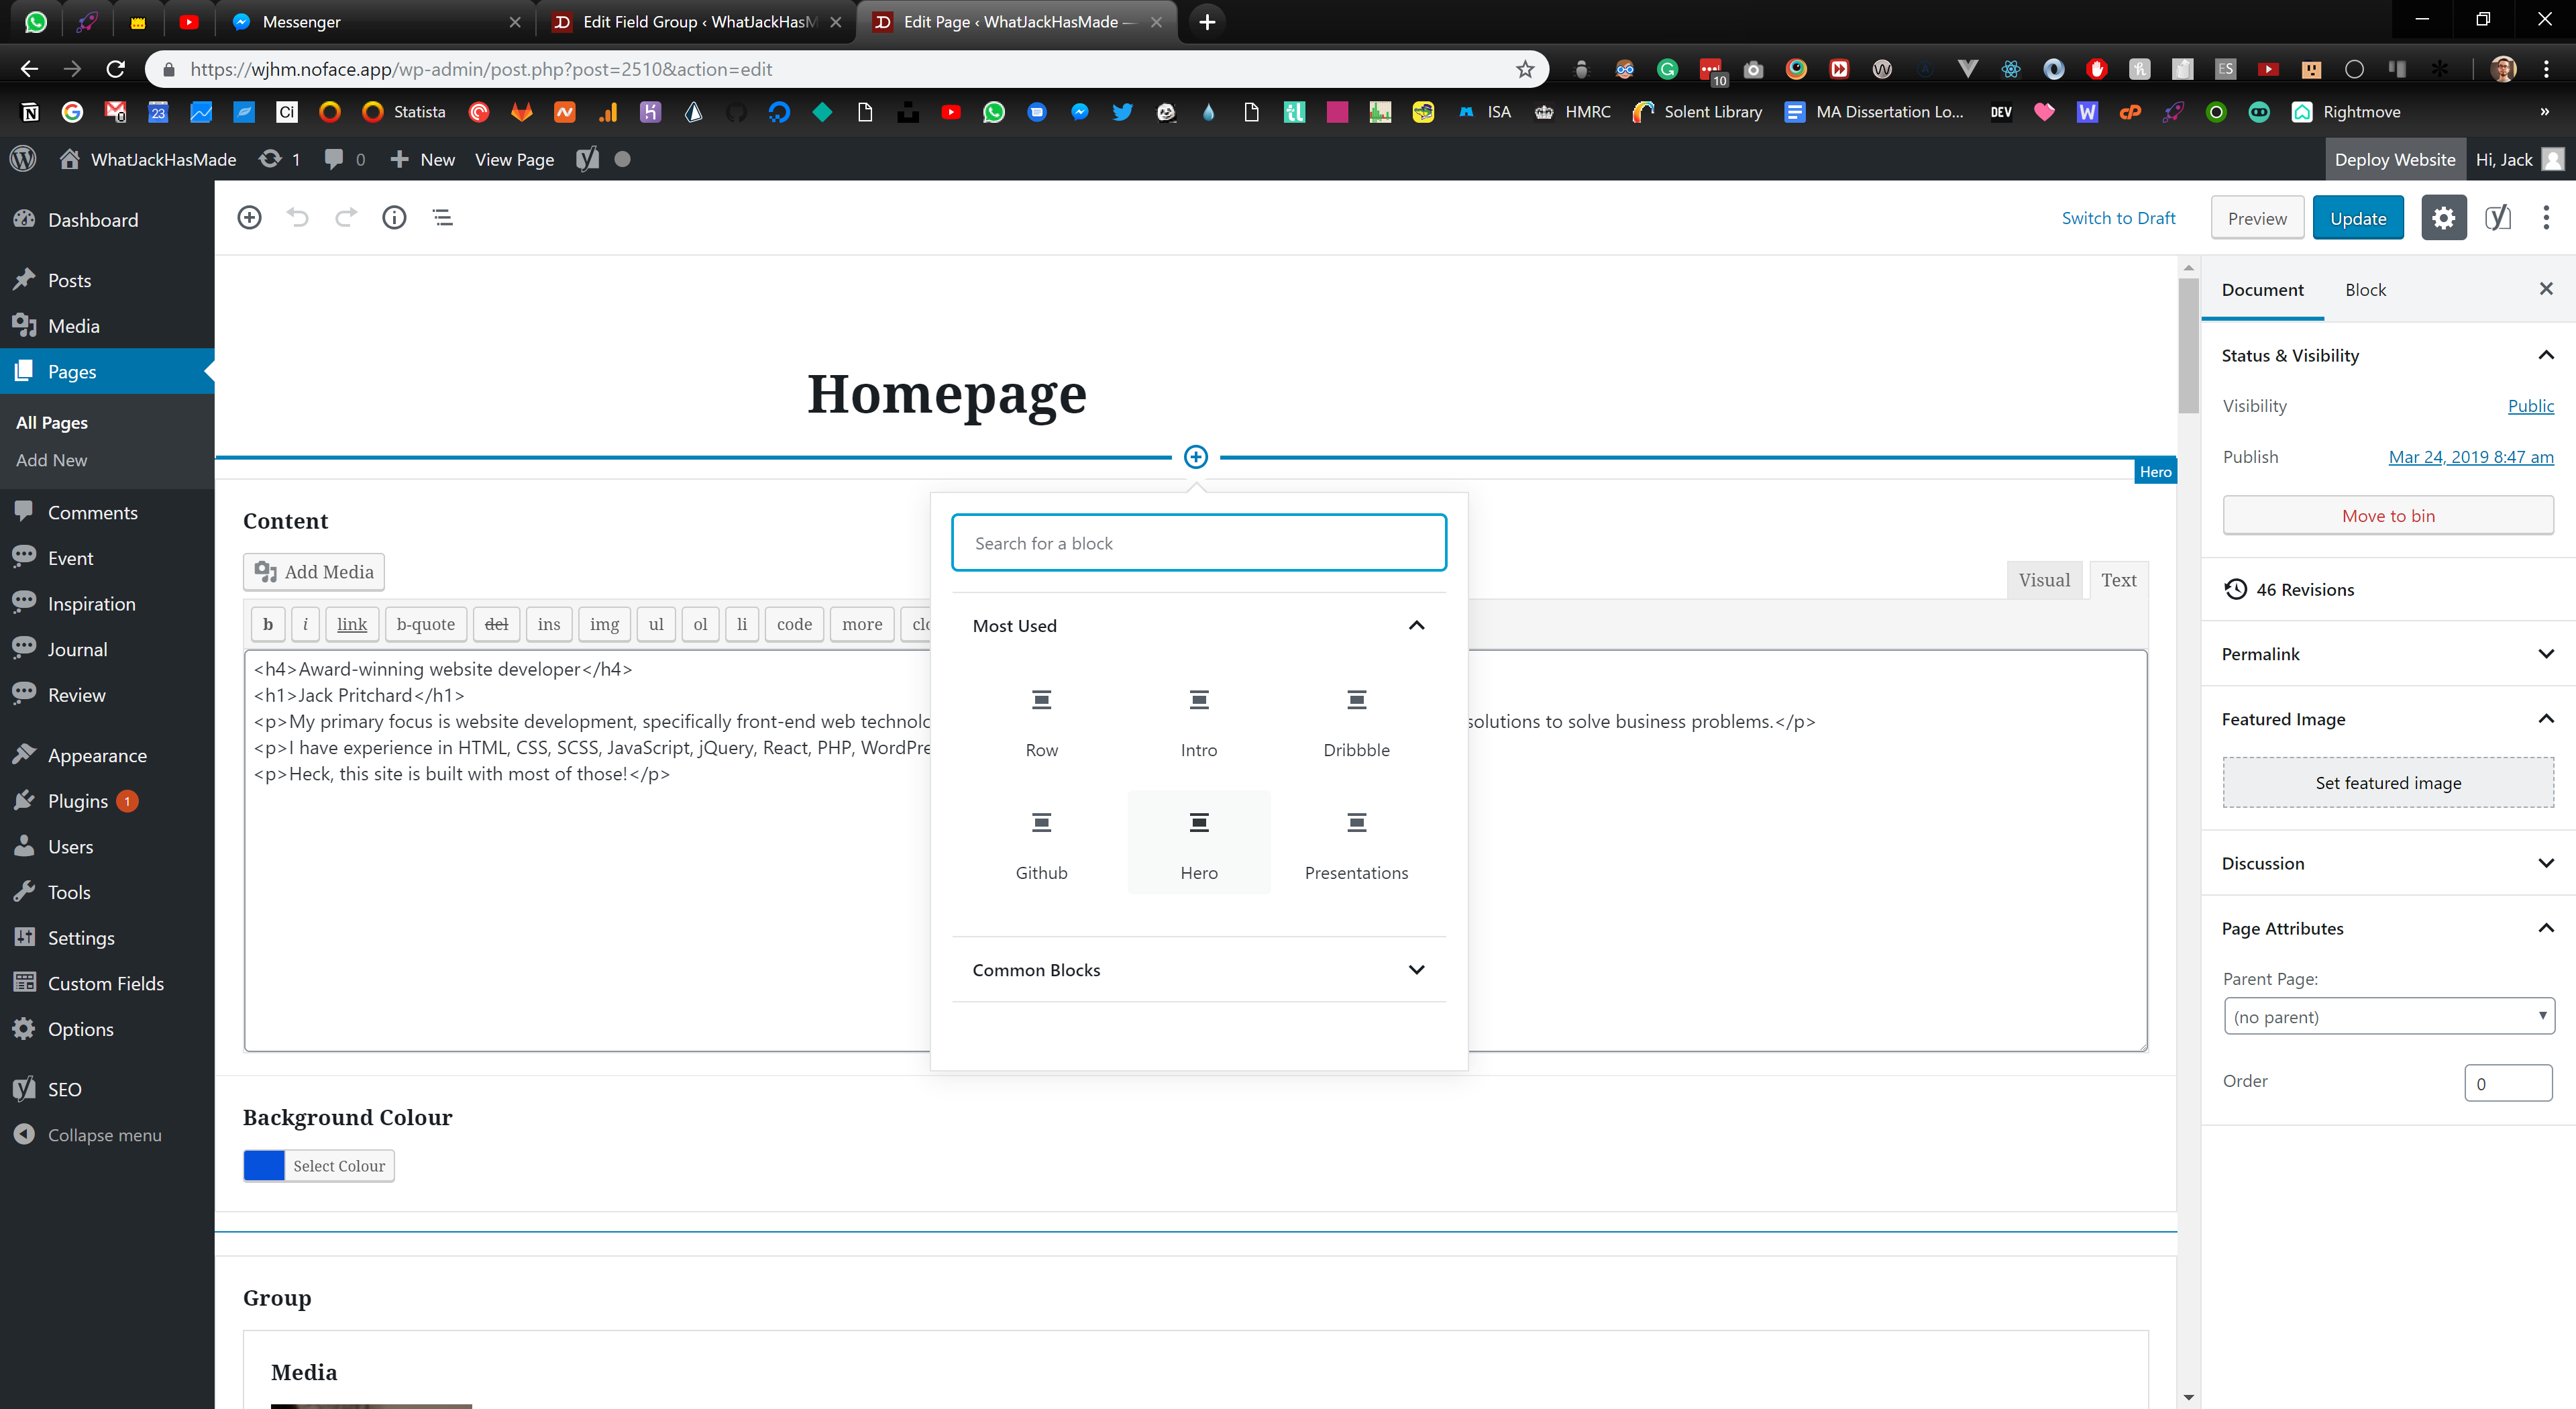 Messenger
Edit Field Group ‹ WhatJackHasM
Edit Page ‹ WhatJackHasMade —
https://wjhm.noface.app/wp-admin/post.php?post=2510&action=edit
10
ES
23
Ci
Statista
ISA
HMRC
Solent Library
MA Dissertation Lo...
DEV
Rightmove
»
WhatJackHasMade
1
0
New
View Page
Deploy Website
Hi, Jack
Dashboard
Posts
Media
Pages
All Pages
Add New
Comments
Event
Inspiration
Journal
Review
Appearance
Plugins 1
Users
Tools
Settings
Custom Fields
Options
SEO
Collapse menu
Switch to Draft
Preview
Update
Homepage
Hero
Content
Add Media
Visual
Text
b
i
link
b-quote
del
ins
img
ul
ol
li
code
more
<h4>Award-winning website developer</h4>
<h1>Jack Pritchard</h1>
<p>My primary focus is website development, specifically front-end web solutions to solve business problems.</p>
<p>I have experience in HTML, CSS, SCSS, JavaScript, jQuery, React, PHP,
<p>Heck, this site is built with most of those!</p>
Search for a block
Most Used
Row
Intro
Dribbble
Github
Hero
Presentations
Common Blocks
Background Colour
Select Colour
Group
Media
Document
Block
Status & Visibility
Visibility
Public
Publish
Mar 24, 2019 8:47 am
Move to bin
46 Revisions
Permalink
Featured Image
Set featured image
Discussion
Page Attributes
Parent Page:
(no parent)
Order
0